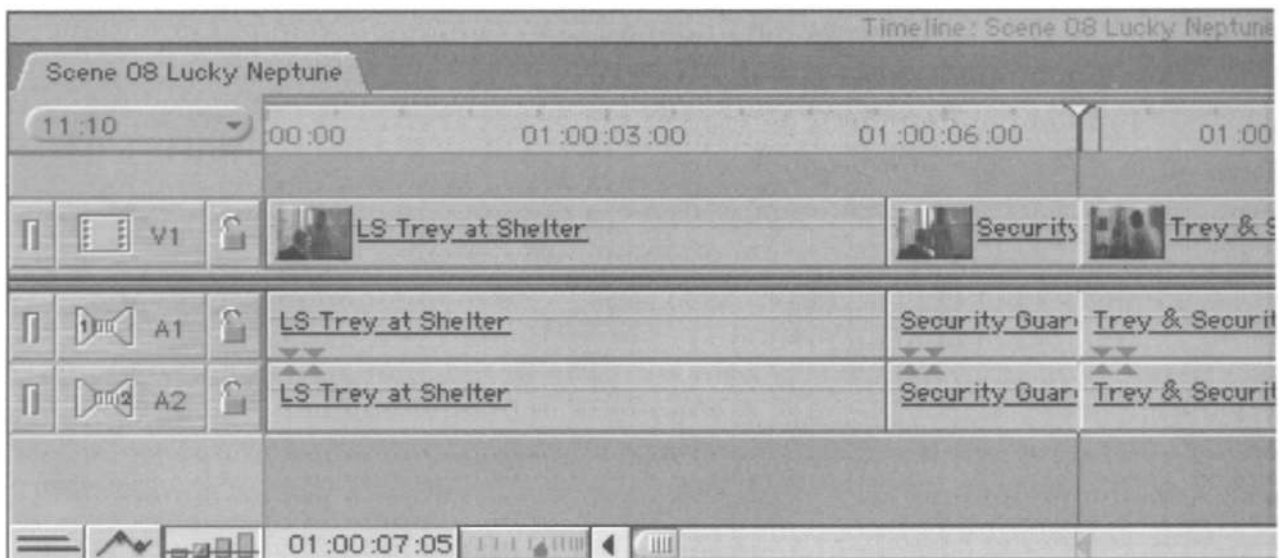 Timeline: Scene 08 Lucky Neptune
Scene 08 Lucky Neptune
11:10
00:00 01:00:03:00 01:00:06:00 01:00
V1 LS Trey at Shelter Security Trey & S
A1 LS Trey at Shelter Security Guar Trey & Securit
A2 LS Trey at Shelter Security Guar Trey & Securit
01:00:07:05